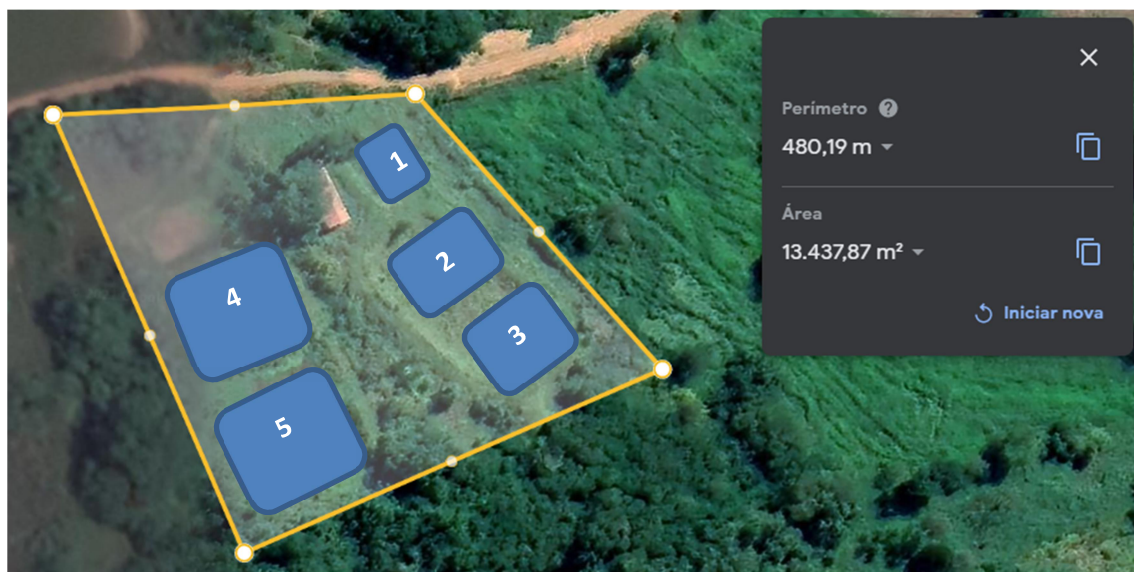 Perímetro
480,19 m
Área
13.437,87 m²
Iniciar nova
1
2
3
4
5